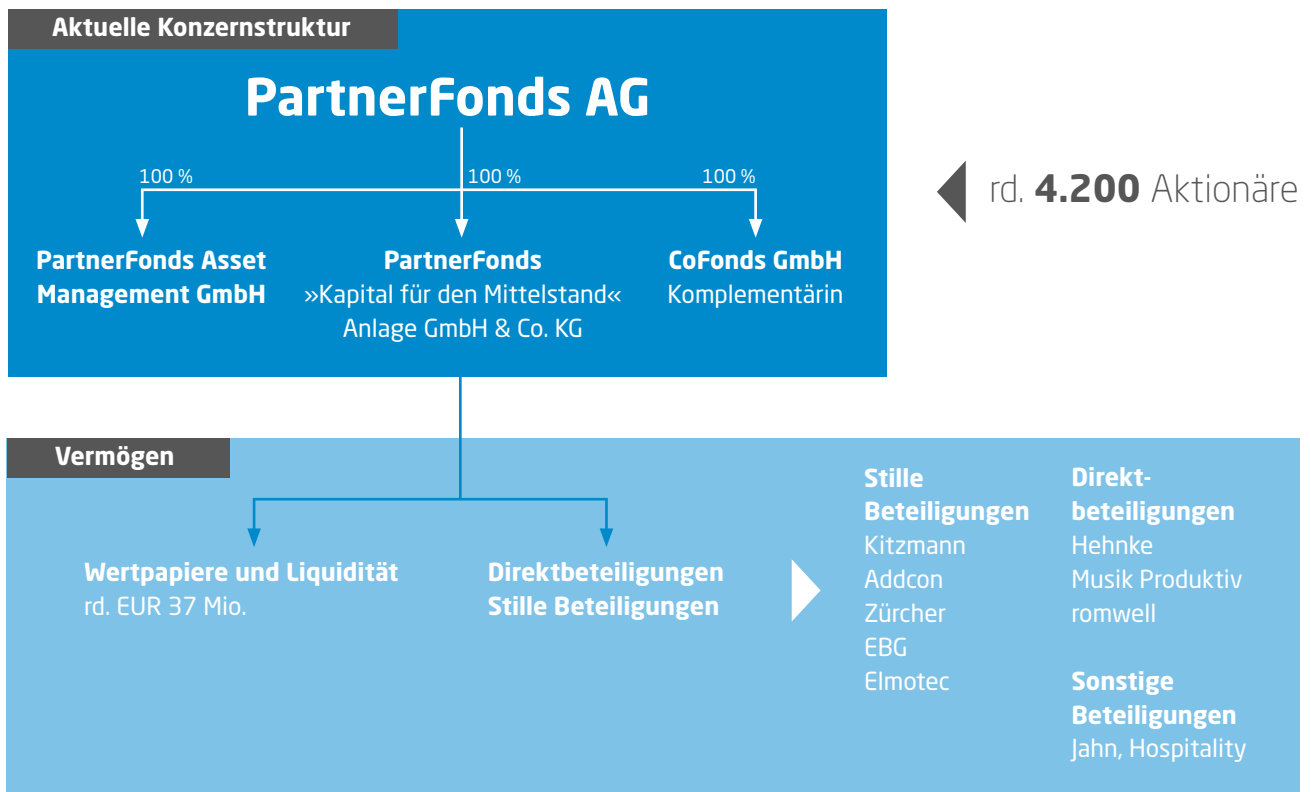 Aktuelle Konzernstruktur
PartnerFonds AG
100 %
100 %
100 %
PartnerFonds Asset
Management GmbH
PartnerFonds
»Kapital für den Mittelstand«
Anlage GmbH & Co. KG
CoFonds GmbH
Komplementärin
rd. 4.200 Aktionäre
Vermögen
Wertpapiere und Liquidität
rd. EUR 37 Mio.
Direktbeteiligungen
Stille Beteiligungen
Stille
Beteiligungen
Kitzmann
Addcon
Zürcher
EBG
Elmotec
Direkt-
beteiligungen
Hehnke
Musik Produktiv
romwell
Sonstige
Beteiligungen
Jahn, Hospitality